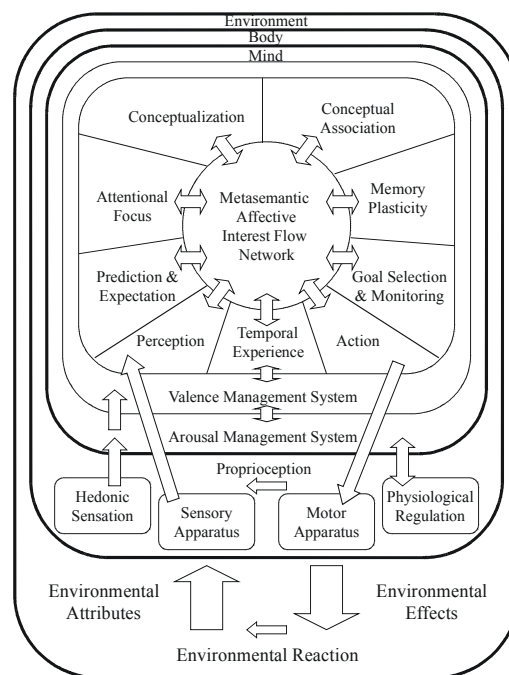 Environment
Body
Mind
Conceptualization
Conceptual
Association
Attentional
Focus
Metasemantic
Affective
Interest Flow
Network
Memory
Plasticity
Prediction &
Expectation
Goal Selection
& Monitoring
Perception
Temporal
Experience
Action
Valence Management System
Arousal Management System
Proprioception
Hedonic
Sensation
Sensory
Apparatus
Motor
Apparatus
Physiological
Regulation
Environmental
Attributes
Environmental
Effects
Environmental Reaction